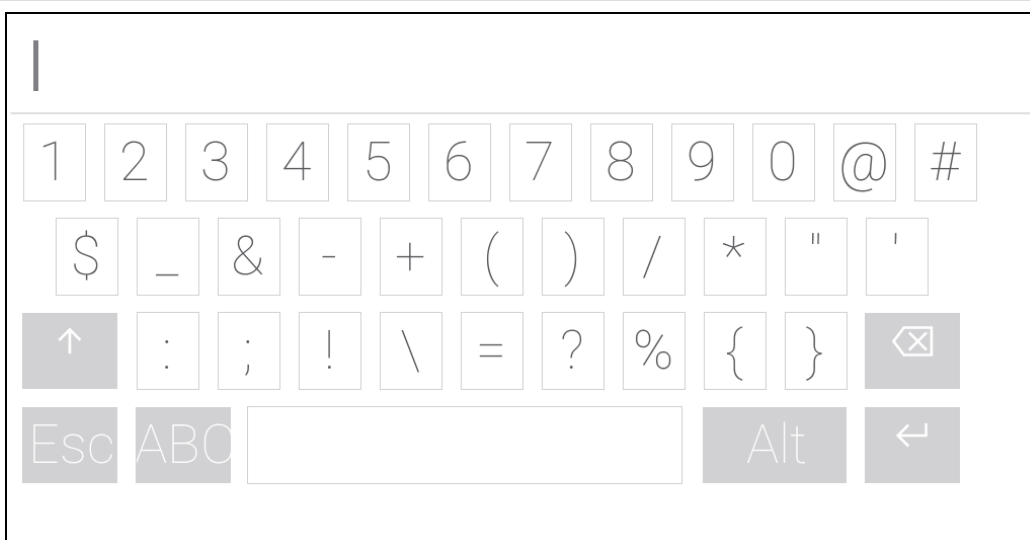 1 2 3 4 5 6 7 8 9 0 @ #
$ _ & - + ( ) / * " '
↑ : ; ! \ = ? % { } ⌫
Esc ABC Alt ↵